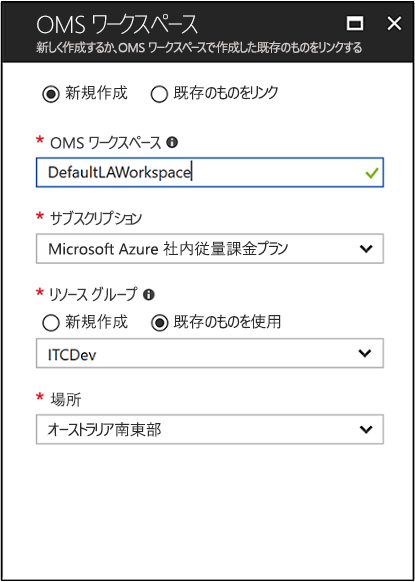 OMS ワークスペース
新しく作成するか、OMS ワークスペースで作成した既存のものをリンクする
新規作成 既存のものをリンク
* OMS ワークスペース
DefaultLAWorkspace
* サブスクリプション
Microsoft Azure 社内従量課金プラン
* リソース グループ
新規作成 既存のものを使用
ITCDev
* 場所
オーストラリア南東部